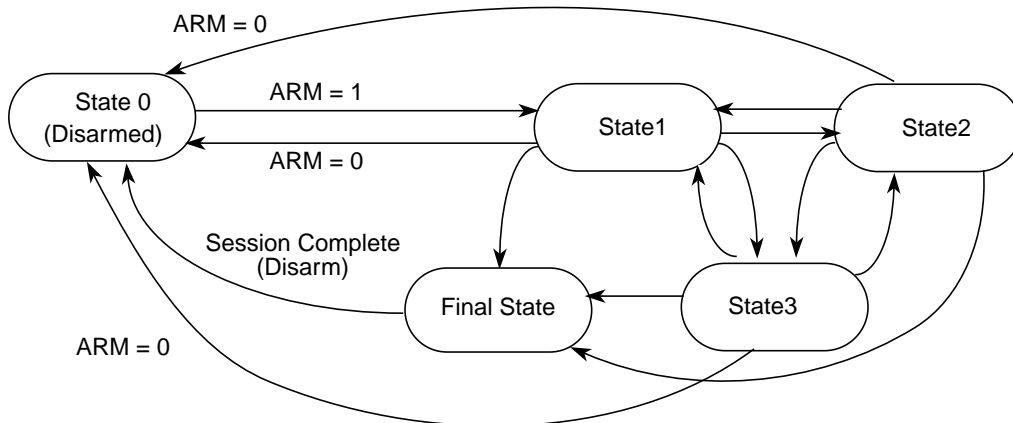 ARM = 0
State 0
(Disarmed)
ARM = 1
State1
State2
ARM = 0
Session Complete
(Disarm)
Final State
State3
ARM = 0